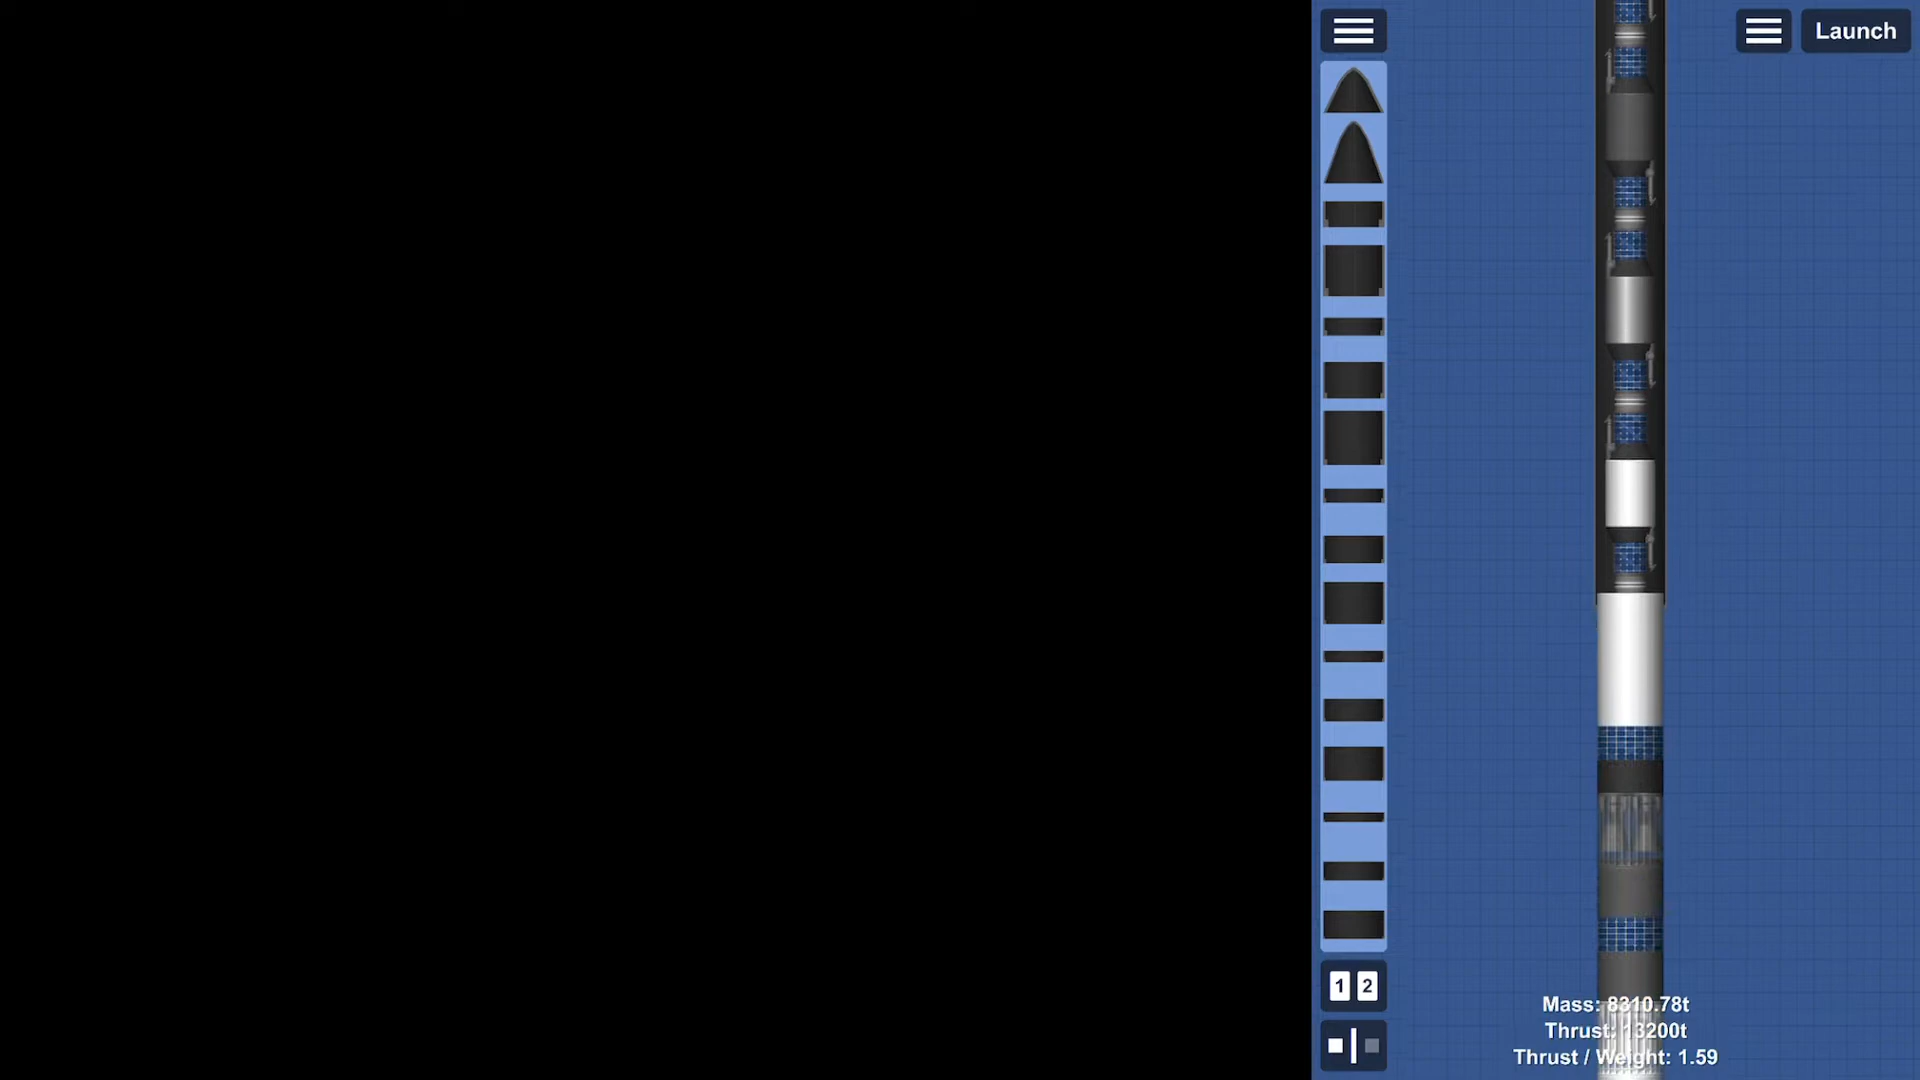 Launch
1 2
Mass: 8310.78t
Thrust: 13200t
Thrust / Weight: 1.59